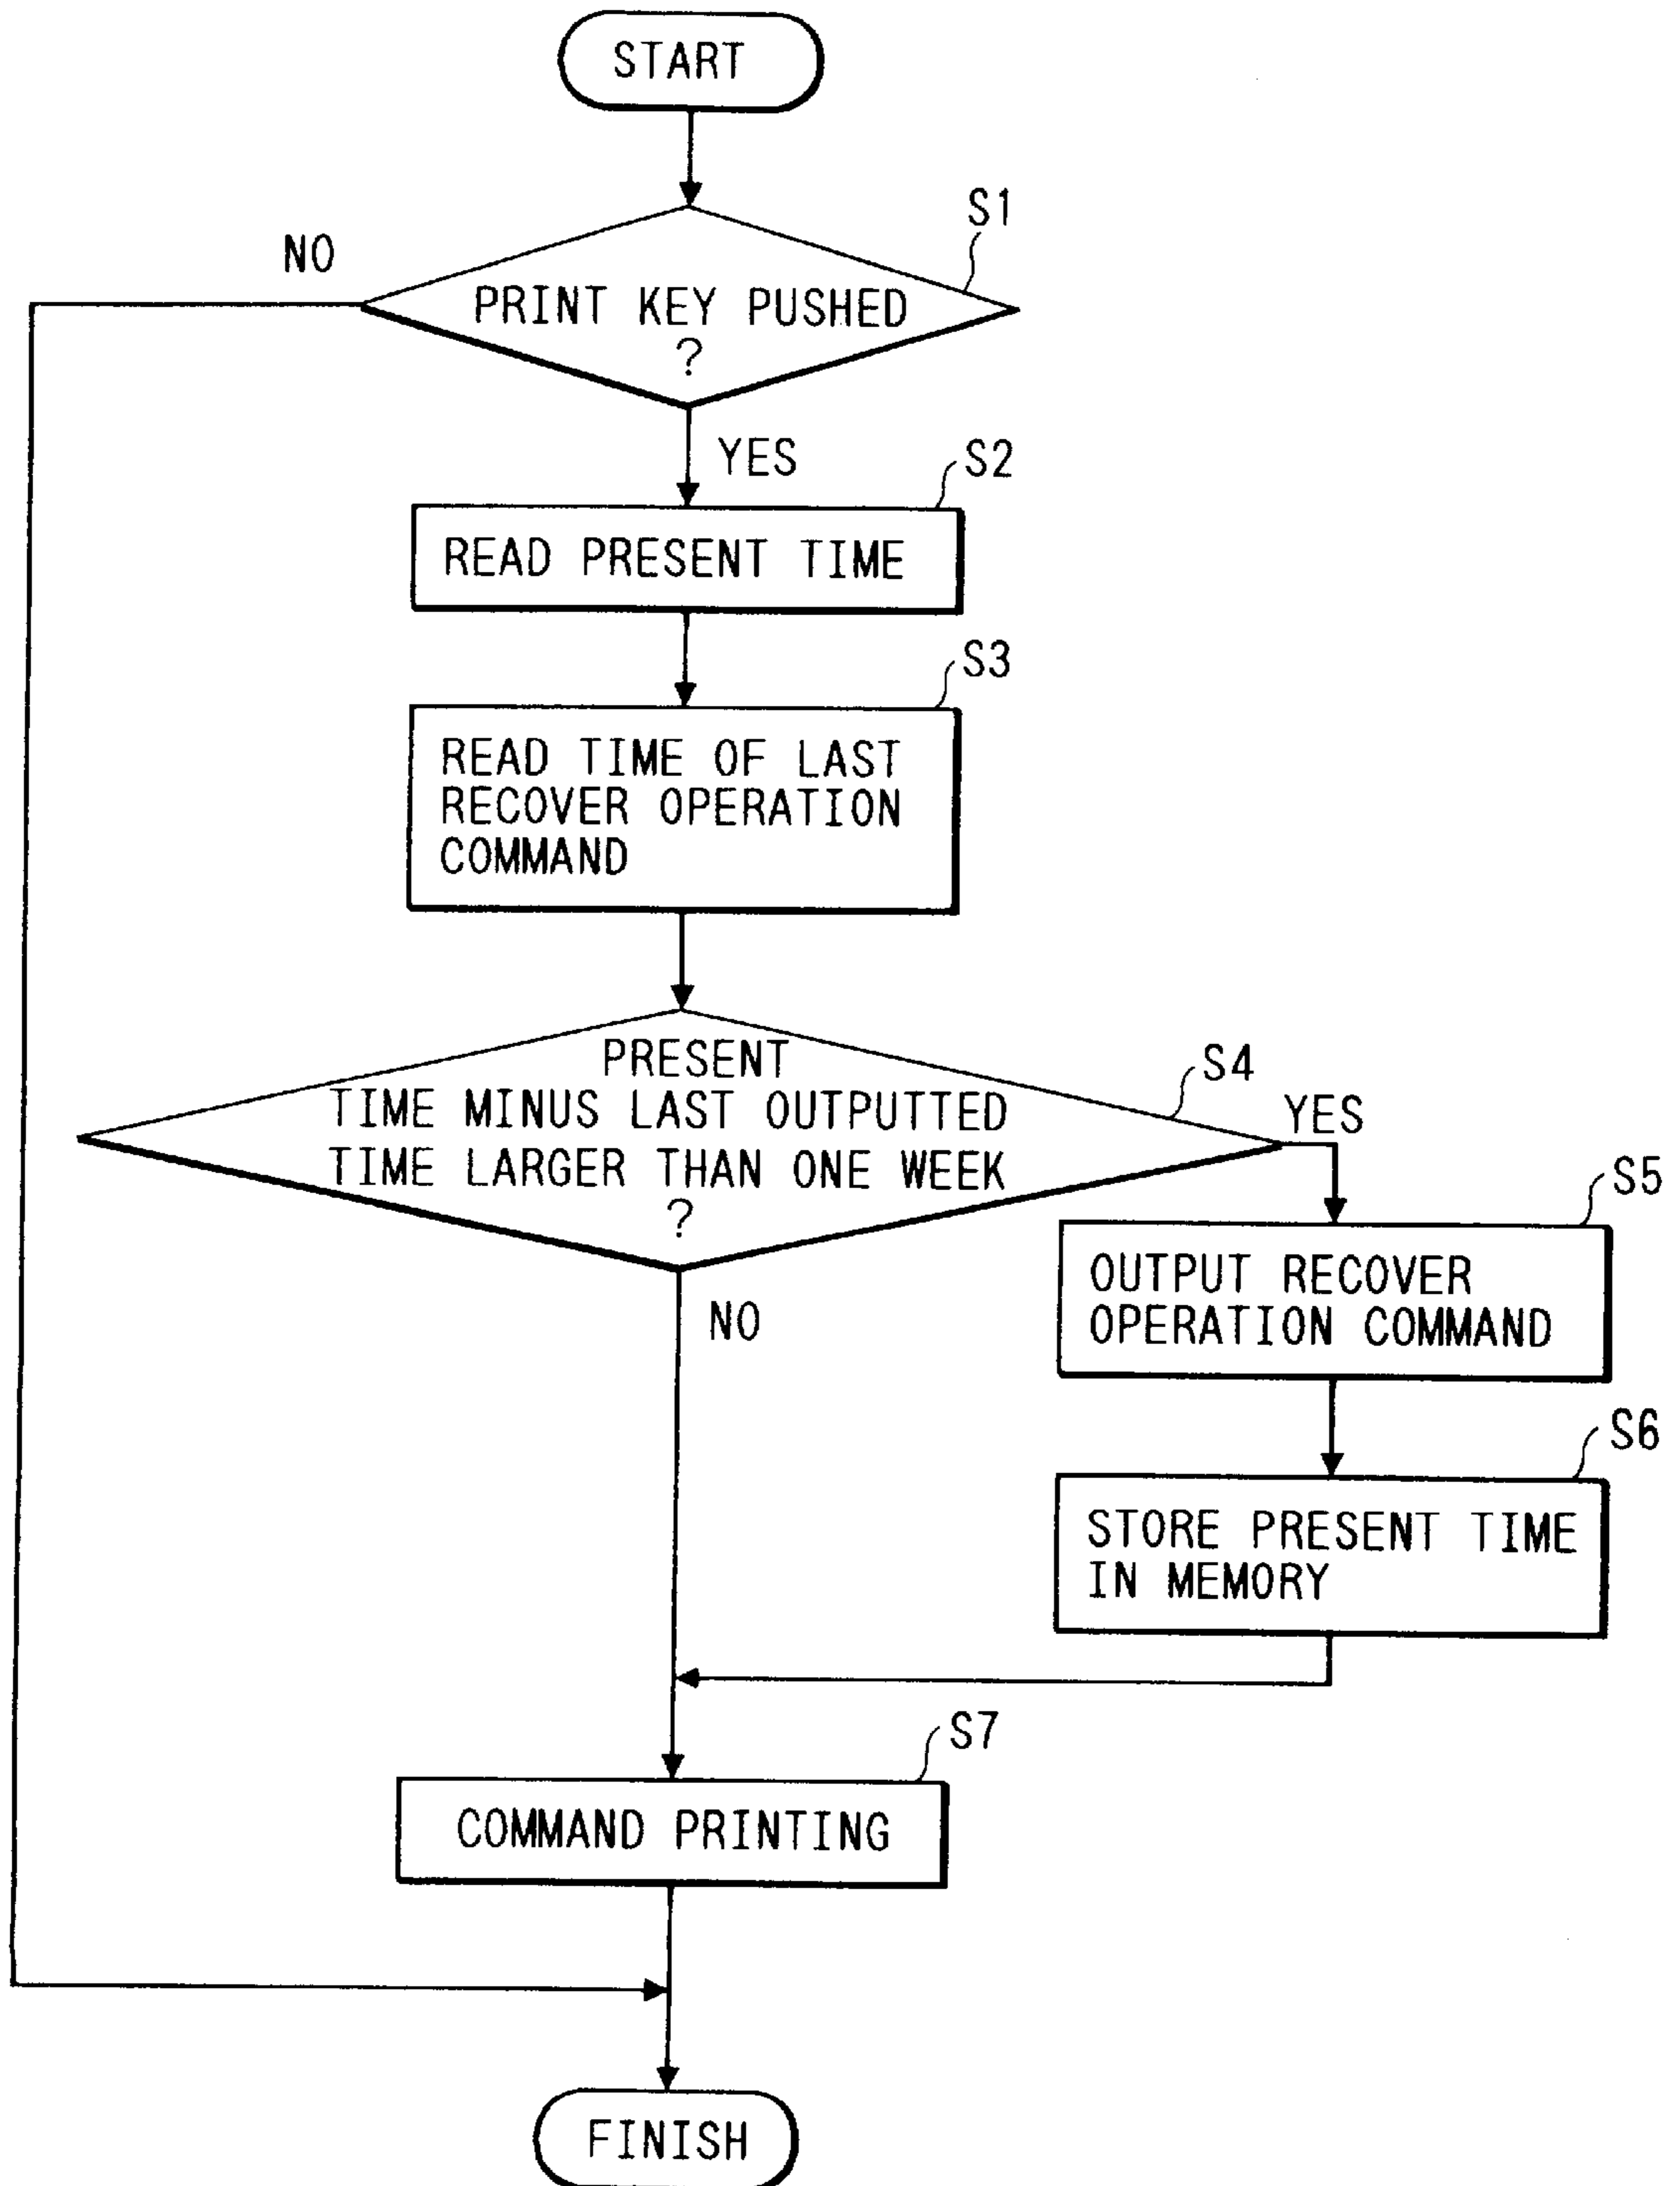 START
S1
NO
PRINT KEY PUSHED
?
YES
S2
READ PRESENT TIME
S3
READ TIME OF LAST
RECOVER OPERATION
COMMAND
PRESENT
TIME MINUS LAST OUTPUTTED
TIME LARGER THAN ONE WEEK
?
S4
YES
NO
S5
OUTPUT RECOVER
OPERATION COMMAND
S6
STORE PRESENT TIME
IN MEMORY
S7
COMMAND PRINTING
FINISH